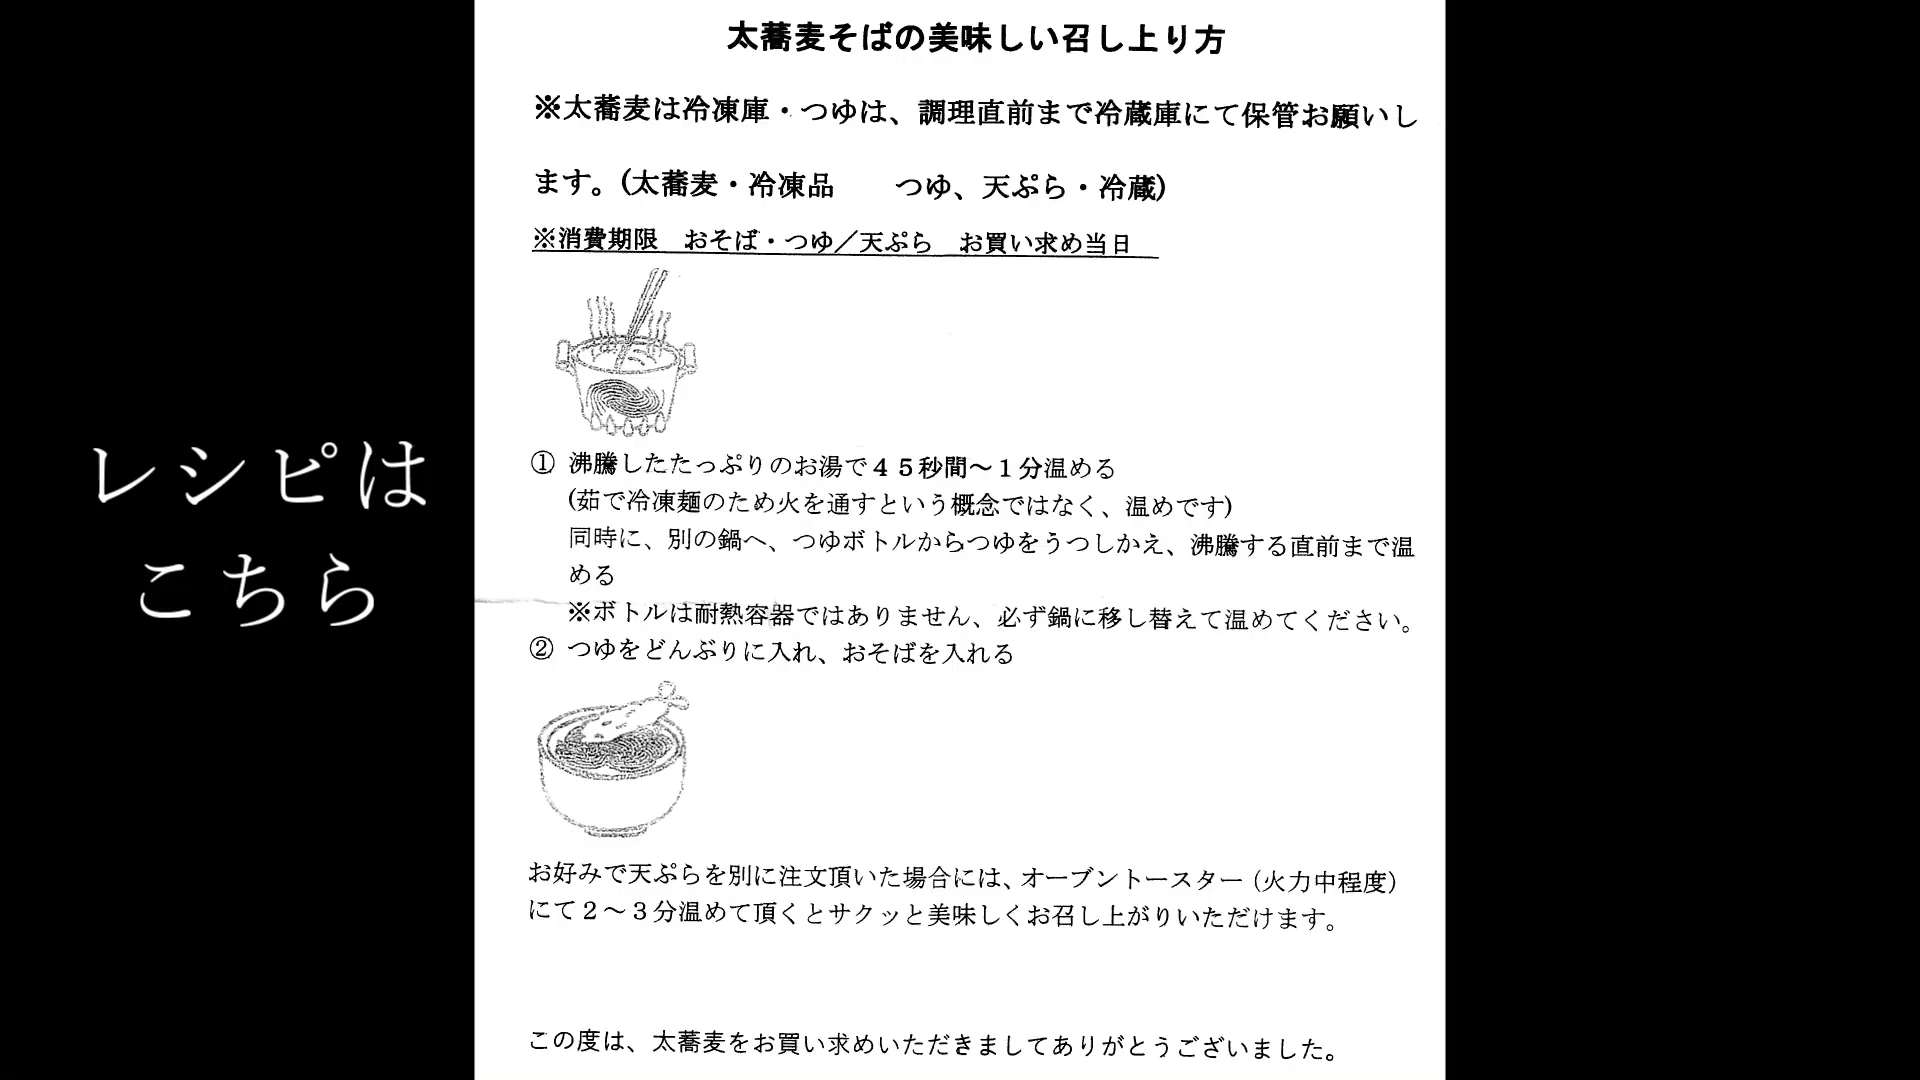 レシピは
こちら
太蕎麦そばの美味しい召し上り方
※太蕎麦は冷凍庫・つゆは、調理直前まで冷蔵庫にて保管お願いし
ます。(太蕎麦・冷凍品　　つゆ、天ぷら・冷蔵)
※消費期限　おそば・つゆ／天ぷら　お買い求め当日
① 沸騰したたっぷりのお湯で４５秒間～１分温める
(茹で冷凍麺のため火を通すという概念ではなく、温めです)
同時に、別の鍋へ、つゆボトルからつゆをうつしかえ、沸騰する直前まで温
める
※ボトルは耐熱容器ではありません、必ず鍋に移し替えて温めてください。
② つゆをどんぶりに入れ、おそばを入れる
お好みで天ぷらを別に注文頂いた場合には、オーブントースター（火力中程度）
にて２～３分温めて頂くとサクッと美味しくお召し上がりいただけます。
この度は、太蕎麦をお買い求めいただきましてありがとうございました。